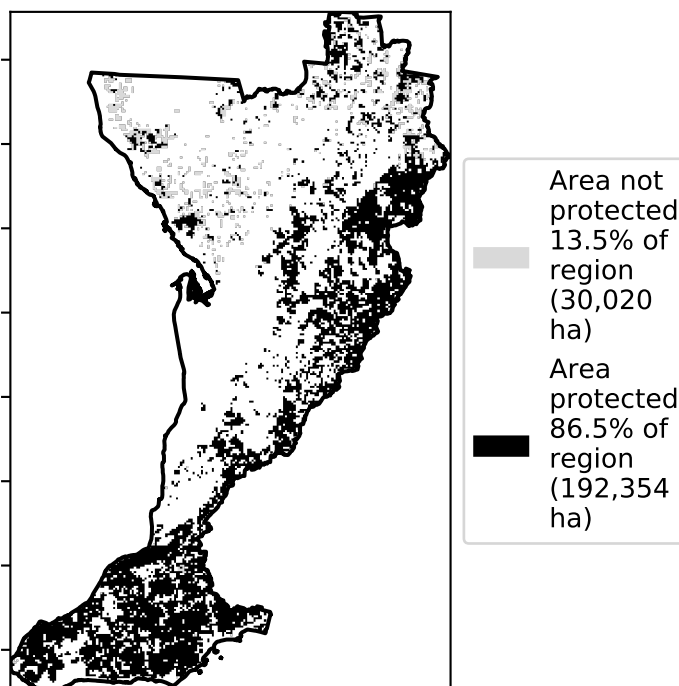 Area not
protected
13.5% of
region
(30,020
ha)
Area
protected
86.5% of
region
(192,354
ha)